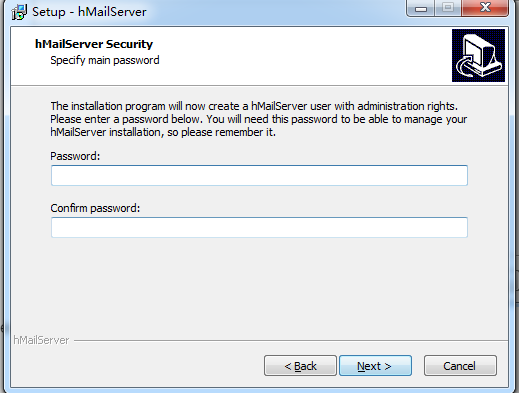 Setup - hMailServer
hMailServer Security
Specify main password
The installation program will now create a hMailServer user with administration rights.
Please enter a password below. You will need this password to be able to manage your
hMailServer installation, so please remember it.
Password:
Confirm password:
hMailServer
< Back
Next >
Cancel